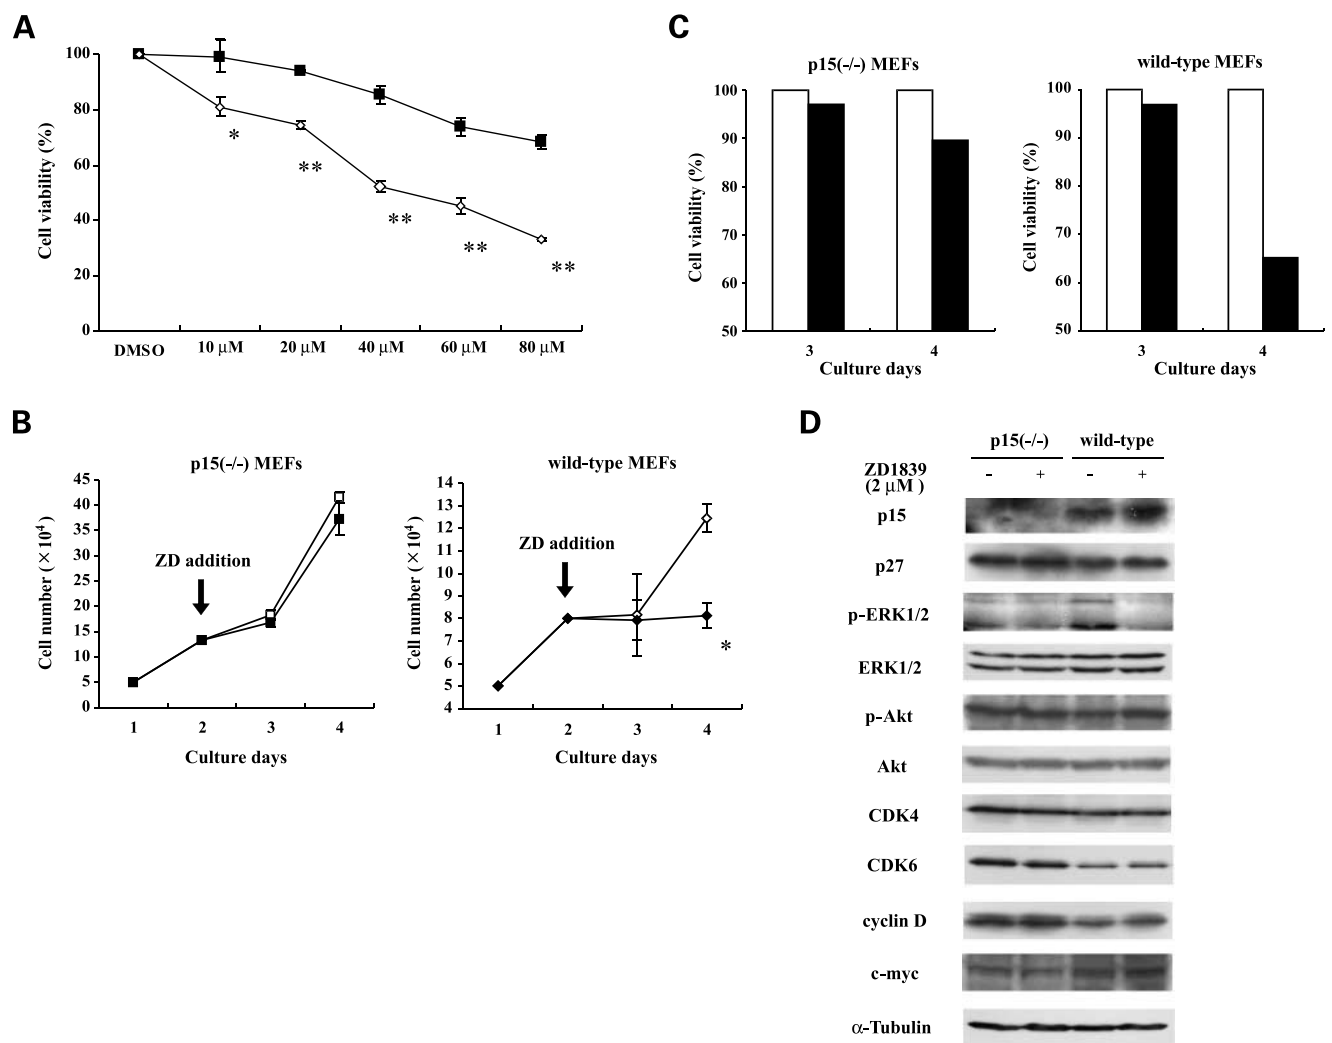 A
Cell viability (%)
100
80
60
40
20
0
*
**
**
**
**
DMSO
10 μM
20 μM
40 μM
60 μM
80 μM
B
p15(-/-) MEFs
Cell number (×10⁴)
45
40
35
30
25
20
15
10
5
0
ZD addition
1
2
3
4
Culture days
wild-type MEFs
Cell number (×10⁴)
14
13
12
11
10
9
8
7
6
5
4
ZD addition
*
1
2
3
4
Culture days
C
p15(-/-) MEFs
Cell viability (%)
100
90
80
70
60
50
3
4
Culture days
wild-type MEFs
Cell viability (%)
100
90
80
70
60
50
3
4
Culture days
D
p15(-/-)
wild-type
ZD1839
(2 μM )
-
+
-
+
p15
p27
p-ERK1/2
ERK1/2
p-Akt
Akt
CDK4
CDK6
cyclin D
c-myc
α-Tubulin